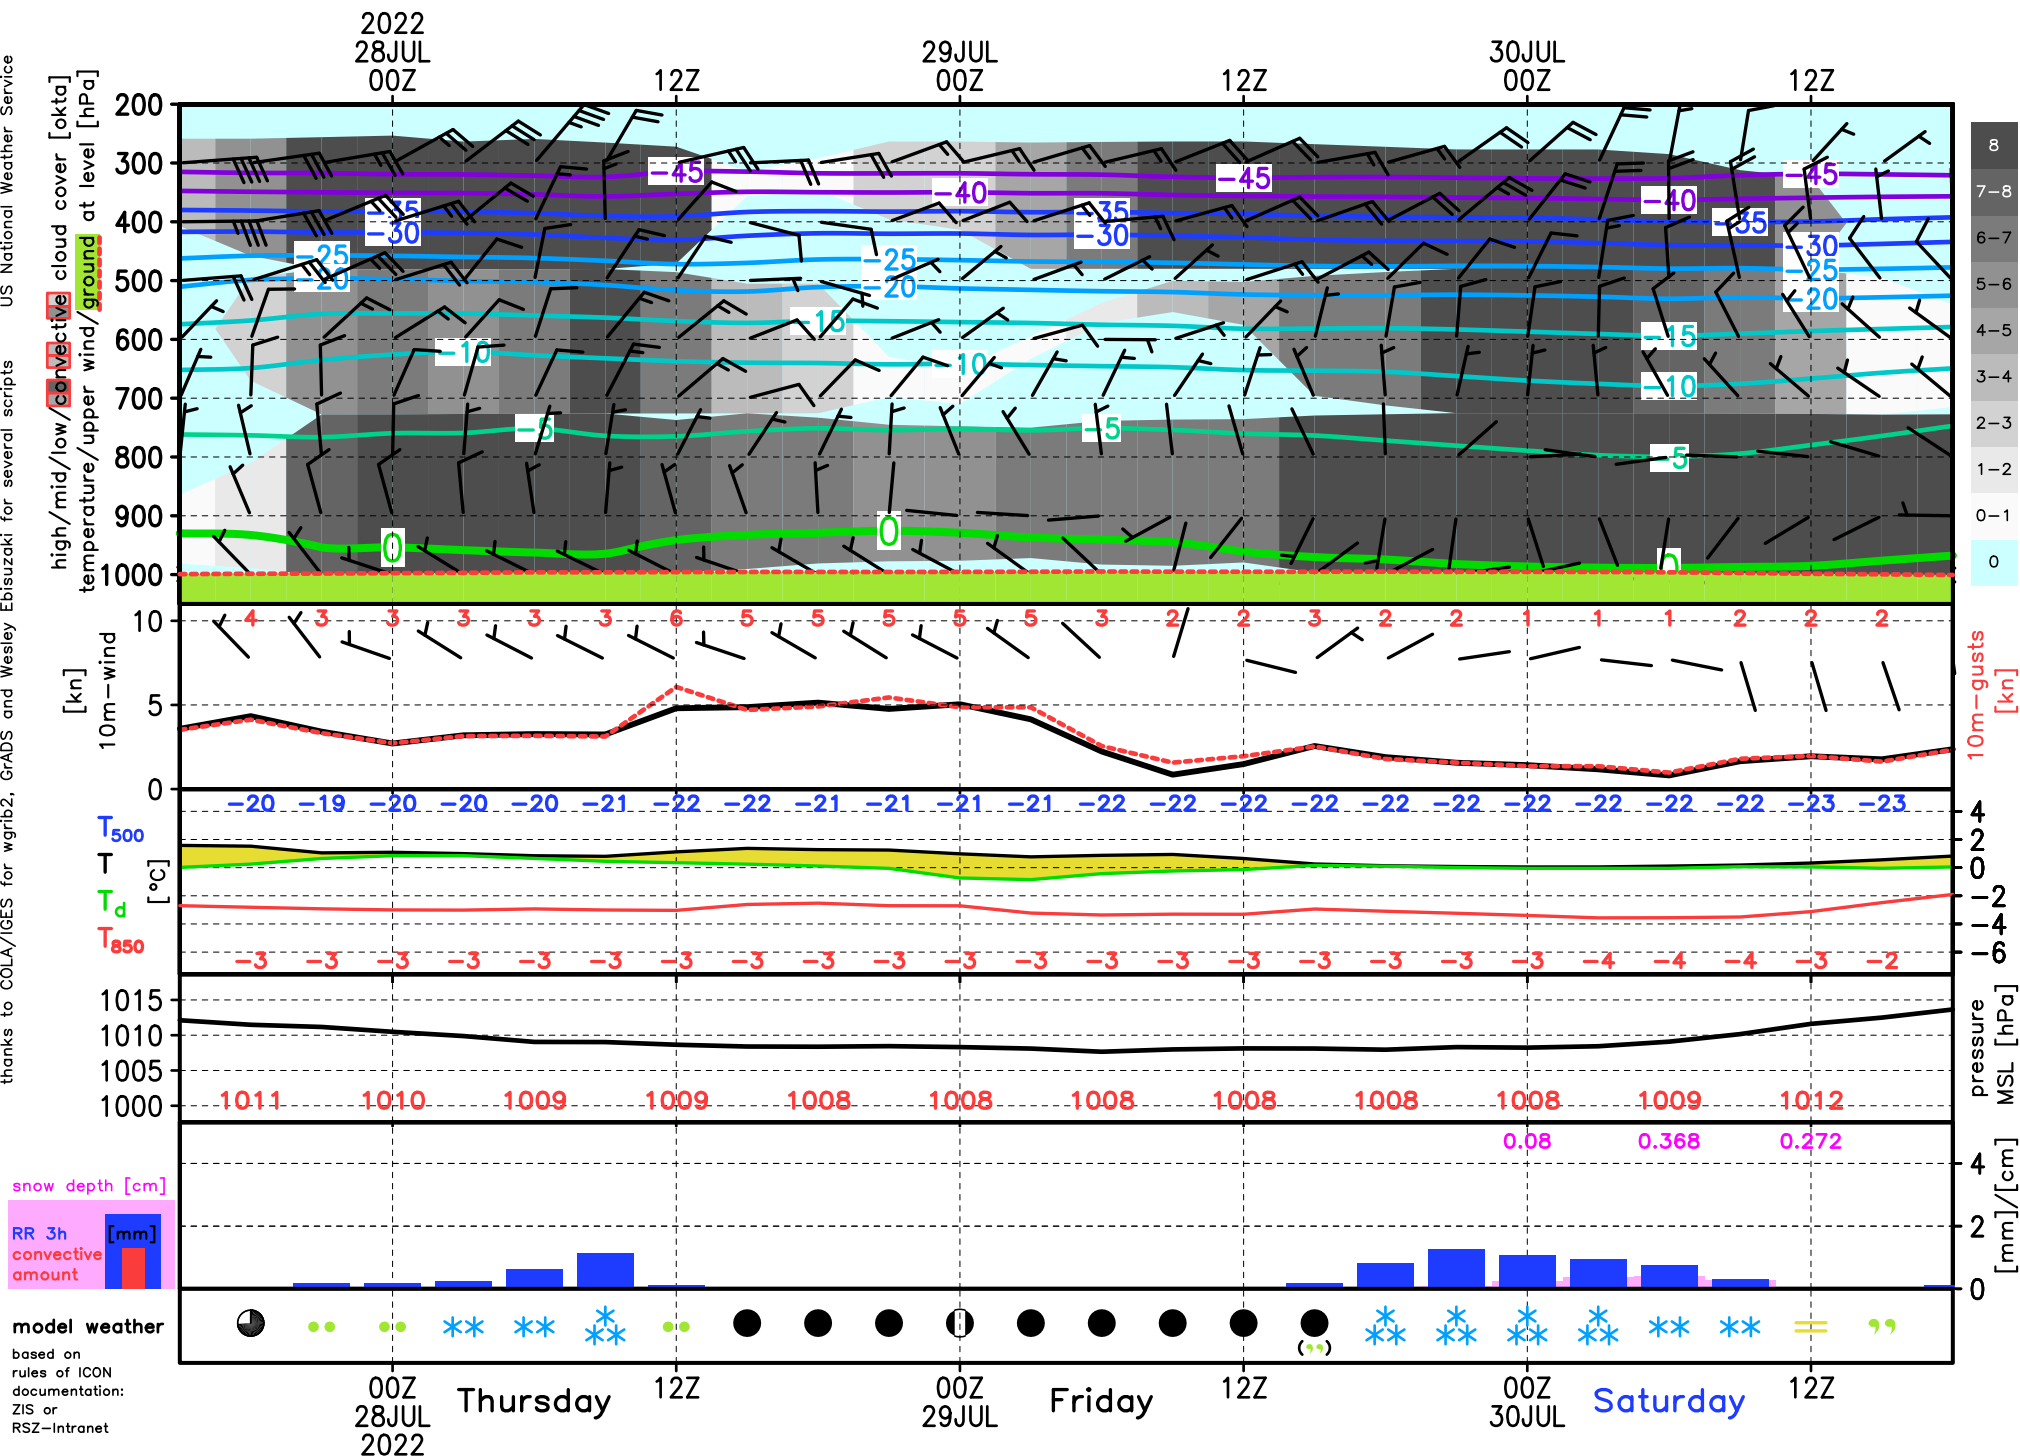 2022
28JUL 29JUL 30JUL
00Z 12Z 00Z 12Z 00Z 12Z
US National Weather Service
thanks to COLA/IGES for wgrib2, GrADS and Wesley Ebisuzaki for several scripts
high/mid/low/convective/convective cloud cover [okta]
temperature/upper wind/ground at level [hPa]
200
300
400
500
600
700
800
900
1000
-45 -45 -45
-40 -40
-35 -35 -35
-30 -30 -30
-25 -25 -25
-20 -20 -20
-15 -15
-10 -10 -10
-5 -5 -5
0 0 0
8
7-8
6-7
5-6
4-5
3-4
2-3
1-2
0-1
0
4 3 3 3 3 3 6 5 5 5 5 5 3 2 2 3 2 2 1 1 1 2 2 2
10
5
0
10m-wind
[kn]
10m-gusts
[kn]
-20 -19 -20 -20 -20 -21 -22 -22 -21 -21 -21 -21 -22 -22 -22 -22 -22 -22 -22 -22 -22 -22 -23 -23
T500
T
Td
T850
[°C]
4
2
0
-2
-4
-6
-3 -3 -3 -3 -3 -3 -3 -3 -3 -3 -3 -3 -3 -3 -3 -3 -3 -3 -3 -4 -4 -4 -3 -2
1015
1010
1005
1000
pressure
MSL [hPa]
1011 1010 1009 1009 1008 1008 1008 1008 1008 1008 1009 1012
0.08 0.368 0.272
4
2
0
[mm]/[cm]
snow depth [cm]
RR 3h [mm]
convective
amount
model weather
based on
rules of ICON
documentation:
ZIS or
RSZ-Intranet
00Z Thursday 12Z 00Z Friday 12Z 00Z Saturday 12Z
28JUL 29JUL 30JUL
2022